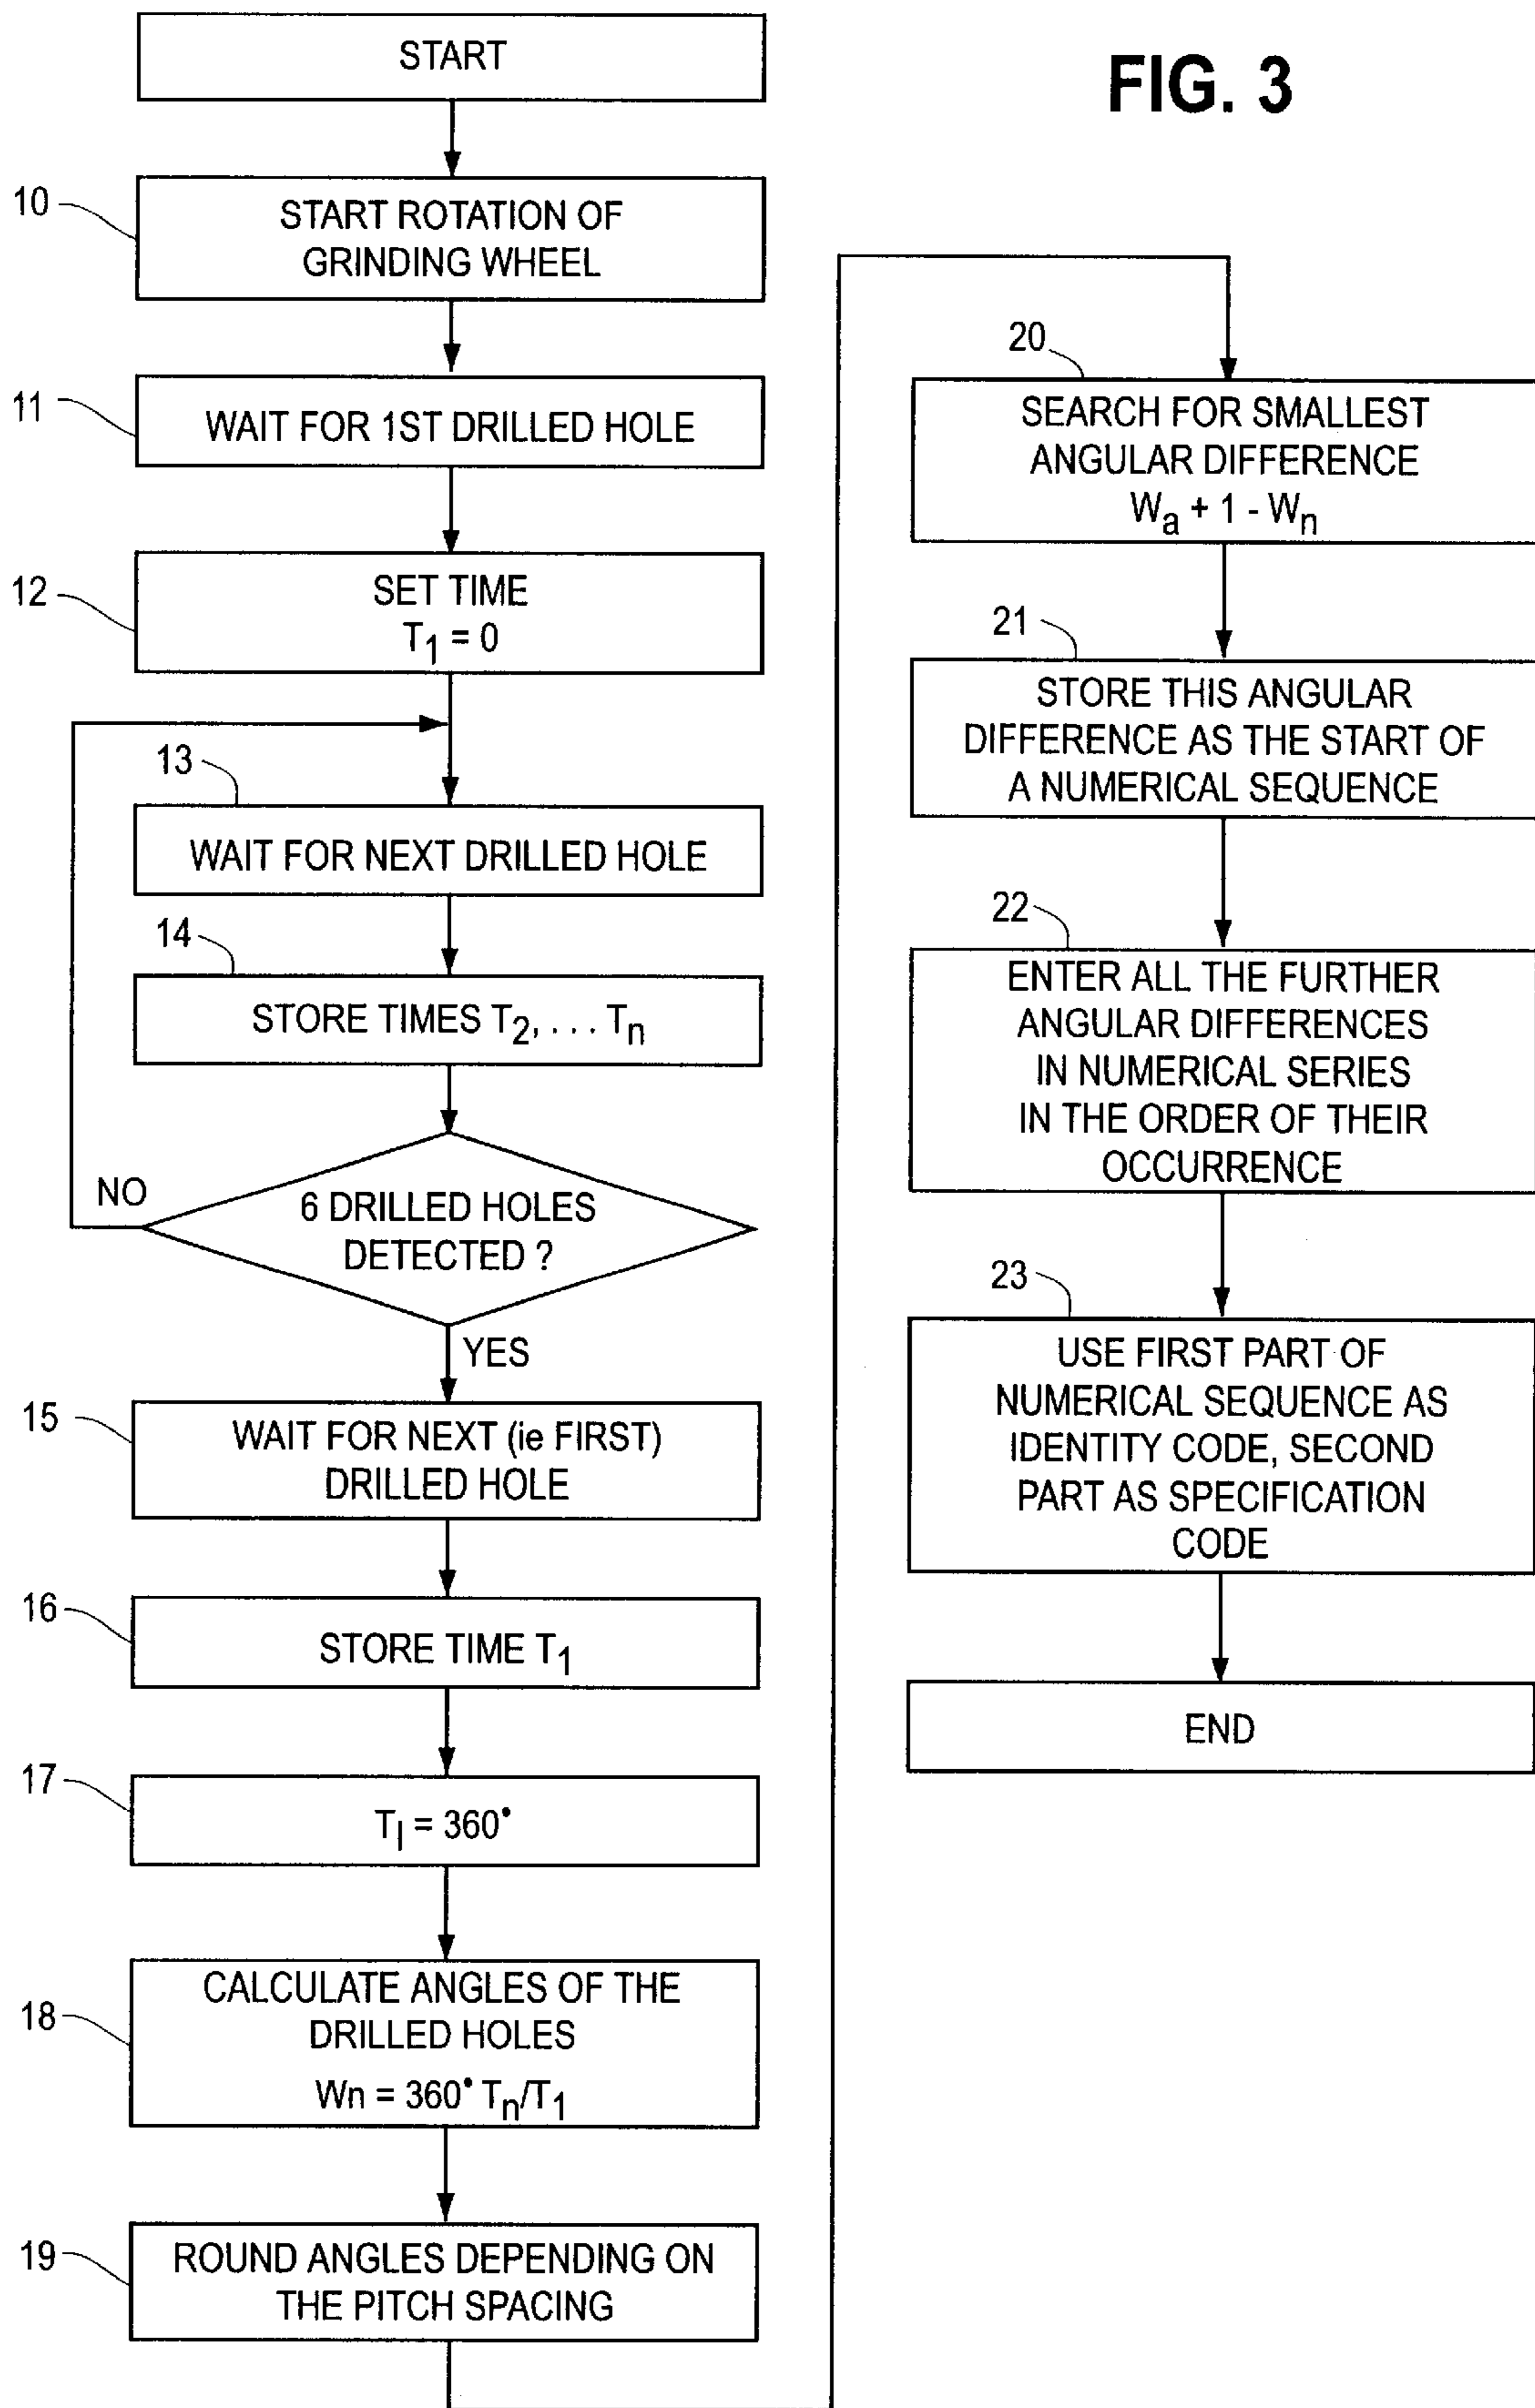 FIG. 3
START
10
START ROTATION OF
GRINDING WHEEL
11
WAIT FOR 1ST DRILLED HOLE
12
SET TIME
T1 = 0
13
WAIT FOR NEXT DRILLED HOLE
14
STORE TIMES T2, . . . Tn
NO
6 DRILLED HOLES
DETECTED ?
YES
15
WAIT FOR NEXT (ie FIRST)
DRILLED HOLE
16
STORE TIME T1
17
Tl = 360°
18
CALCULATE ANGLES OF THE
DRILLED HOLES
Wn = 360° Tn/T1
19
ROUND ANGLES DEPENDING ON
THE PITCH SPACING
20
SEARCH FOR SMALLEST
ANGULAR DIFFERENCE
Wa + 1 - Wn
21
STORE THIS ANGULAR
DIFFERENCE AS THE START OF
A NUMERICAL SEQUENCE
22
ENTER ALL THE FURTHER
ANGULAR DIFFERENCES
IN NUMERICAL SERIES
IN THE ORDER OF THEIR
OCCURRENCE
23
USE FIRST PART OF
NUMERICAL SEQUENCE AS
IDENTITY CODE, SECOND
PART AS SPECIFICATION
CODE
END